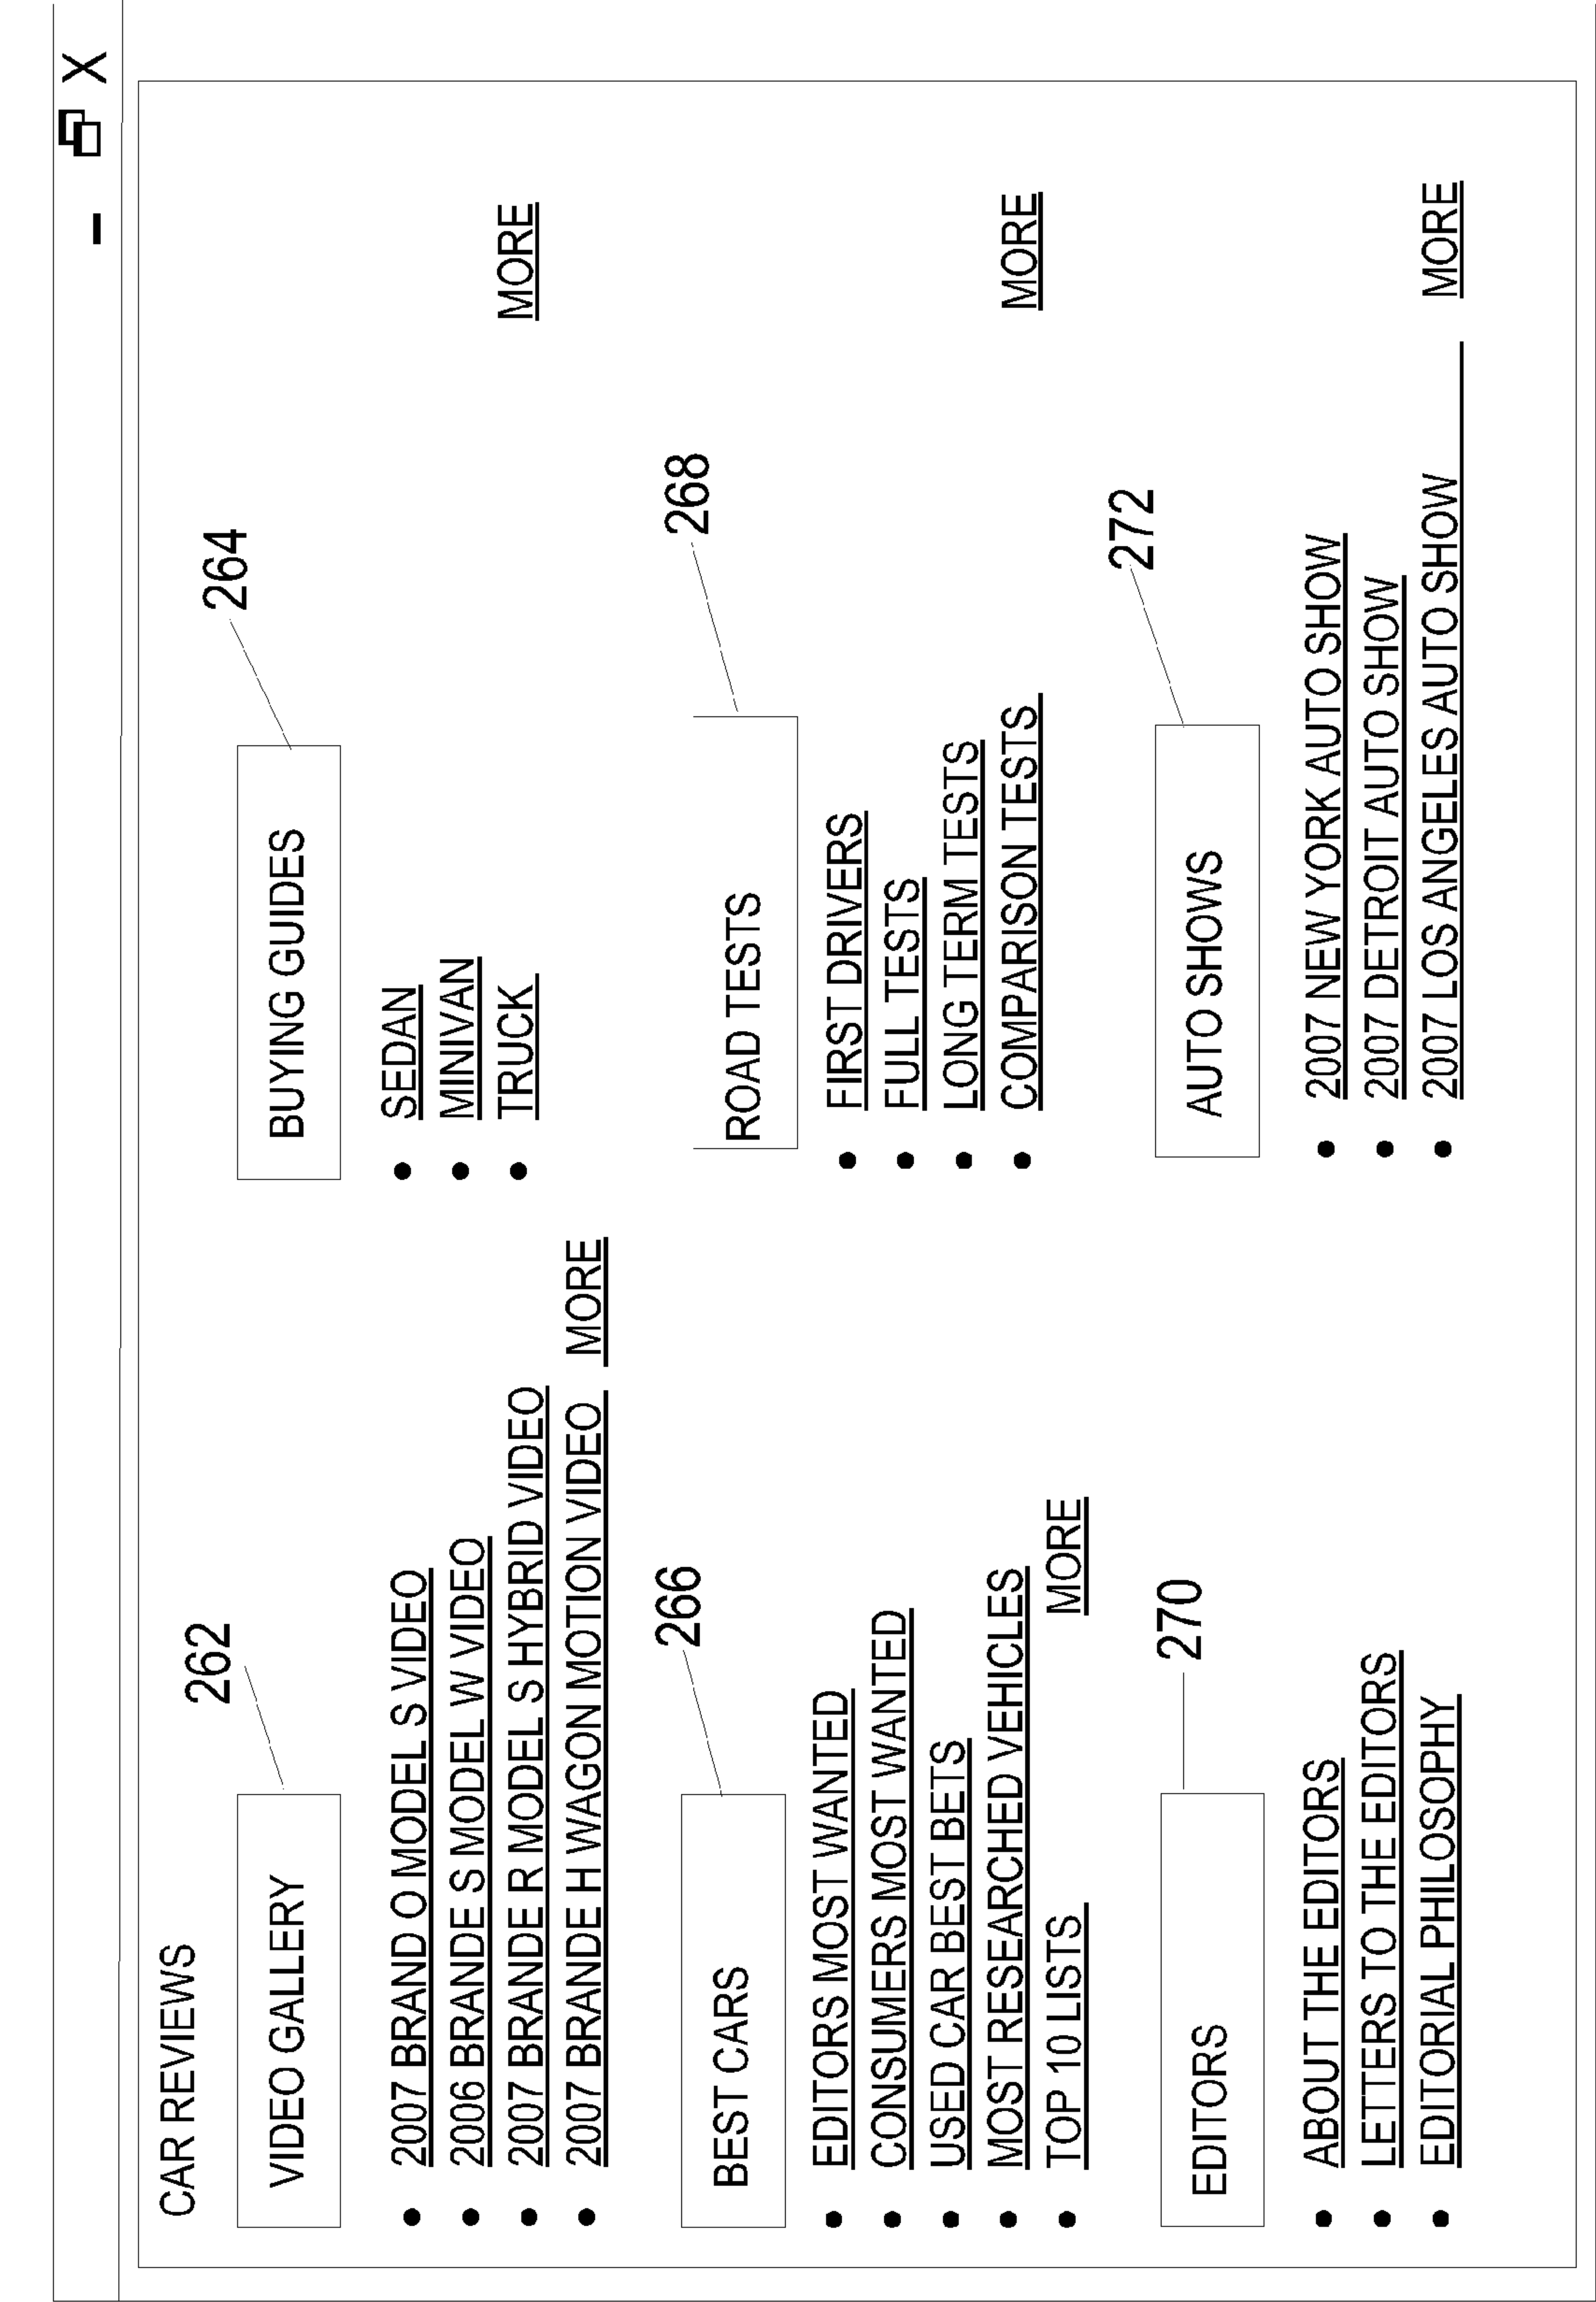 CAR REVIEWS
262
VIDEO GALLERY
• 2007 BRAND O MODEL S VIDEO
• 2006 BRANDE S MODEL W VIDEO
• 2007 BRANDE R MODEL S HYBRID VIDEO
• 2007 BRANDE H WAGON MOTION VIDEO MORE
264
BUYING GUIDES
• SEDAN
• MINIVAN
• TRUCK MORE
266
BEST CARS
• EDITORS MOST WANTED
• CONSUMERS MOST WANTED
• USED CAR BEST BETS
• MOST RESEARCHED VEHICLES
• TOP 10 LISTS MORE
268
ROAD TESTS
• FIRST DRIVERS
• FULL TESTS
• LONG TERM TESTS
• COMPARISON TESTS MORE
270
EDITORS
• ABOUT THE EDITORS
• LETTERS TO THE EDITORS
• EDITORIAL PHILOSOPHY
272
AUTO SHOWS
• 2007 NEW YORK AUTO SHOW
• 2007 DETROIT AUTO SHOW
• 2007 LOS ANGELES AUTO SHOW MORE